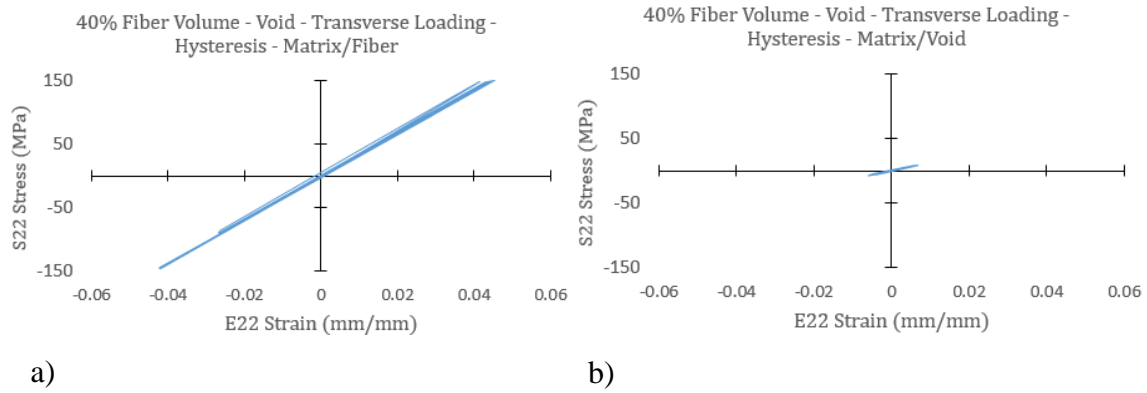 40% Fiber Volume - Void - Transverse Loading -
Hysteresis - Matrix/Fiber
150
50
-50
-150
S22 Stress (MPa)
-0.06 -0.04 -0.02 0 0.02 0.04 0.06
E22 Strain (mm/mm)
a)
40% Fiber Volume - Void - Transverse Loading -
Hysteresis - Matrix/Void
150
50
-50
-150
S22 Stress (MPa)
-0.06 -0.04 -0.02 0 0.02 0.04 0.06
E22 Strain (mm/mm)
b)